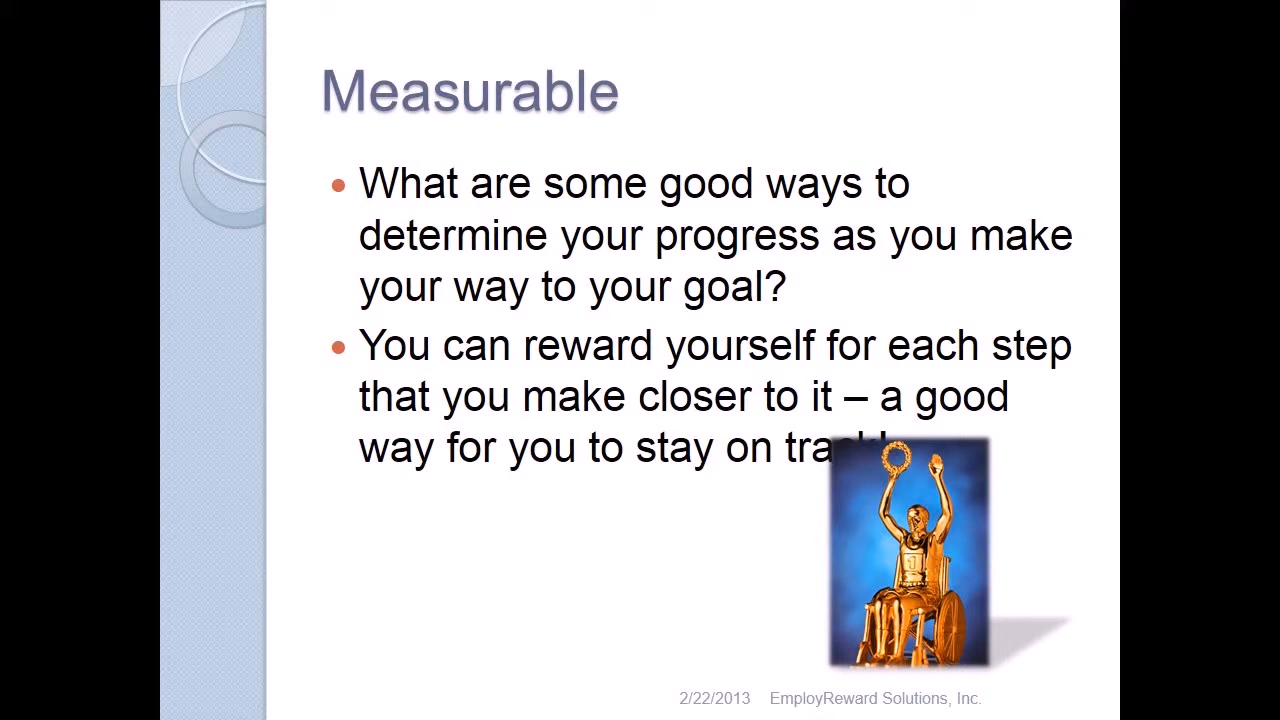 Measurable
• What are some good ways to
determine your progress as you make
your way to your goal?
• You can reward yourself for each step
that you make closer to it – a good
way for you to stay on track!
1
2/22/2013 EmployReward Solutions, Inc.